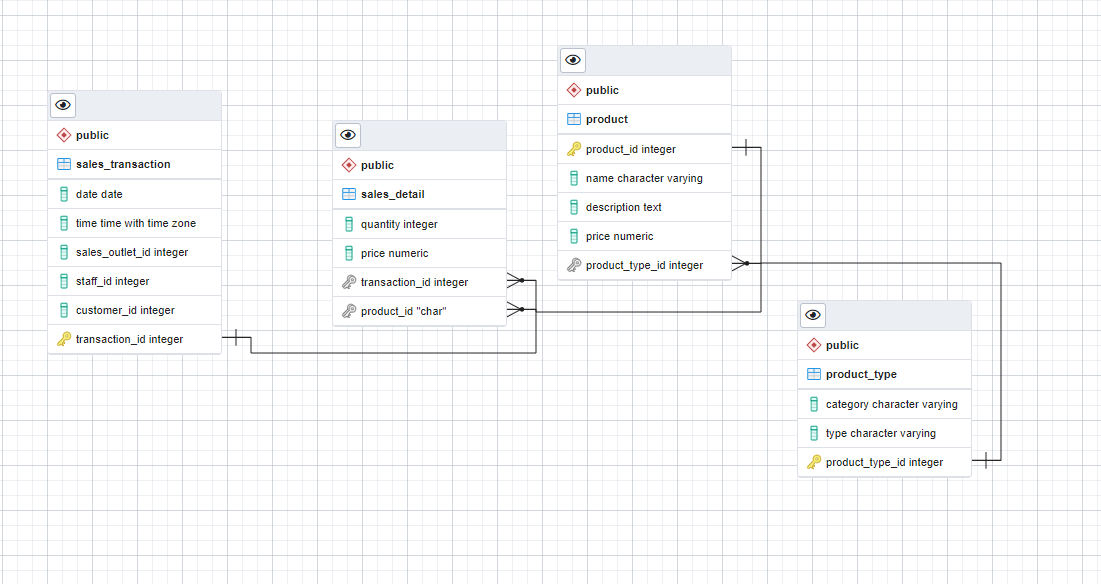 public
sales_transaction
date date
time time with time zone
sales_outlet_id integer
staff_id integer
customer_id integer
transaction_id integer
public
sales_detail
quantity integer
price numeric
transaction_id integer
product_id "char"
public
product
product_id integer
name character varying
description text
price numeric
product_type_id integer
public
product_type
category character varying
type character varying
product_type_id integer